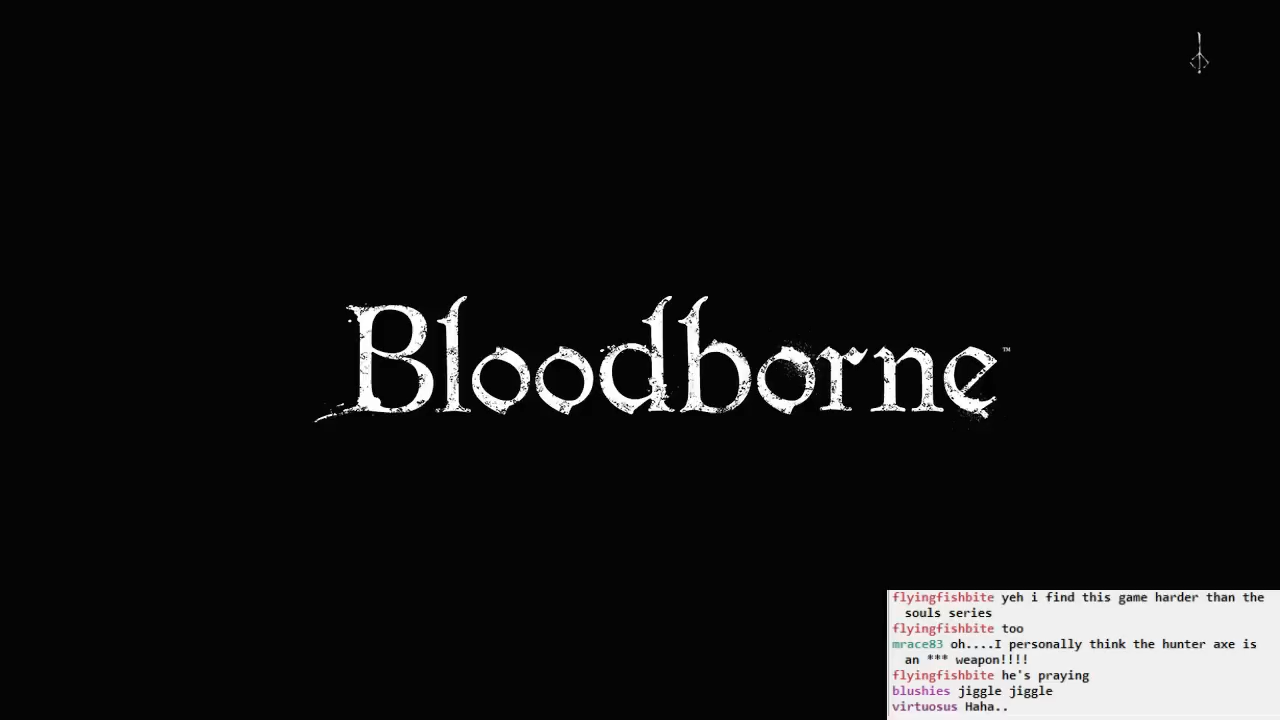 Bloodborne™
flyingfishbite yeh i find this game harder than the
souls series
flyingfishbite too
mrace83 oh....I personally think the hunter axe is
an *** weapon!!!!
flyingfishbite he's praying
blushies jiggle jiggle
virtuosus Haha..